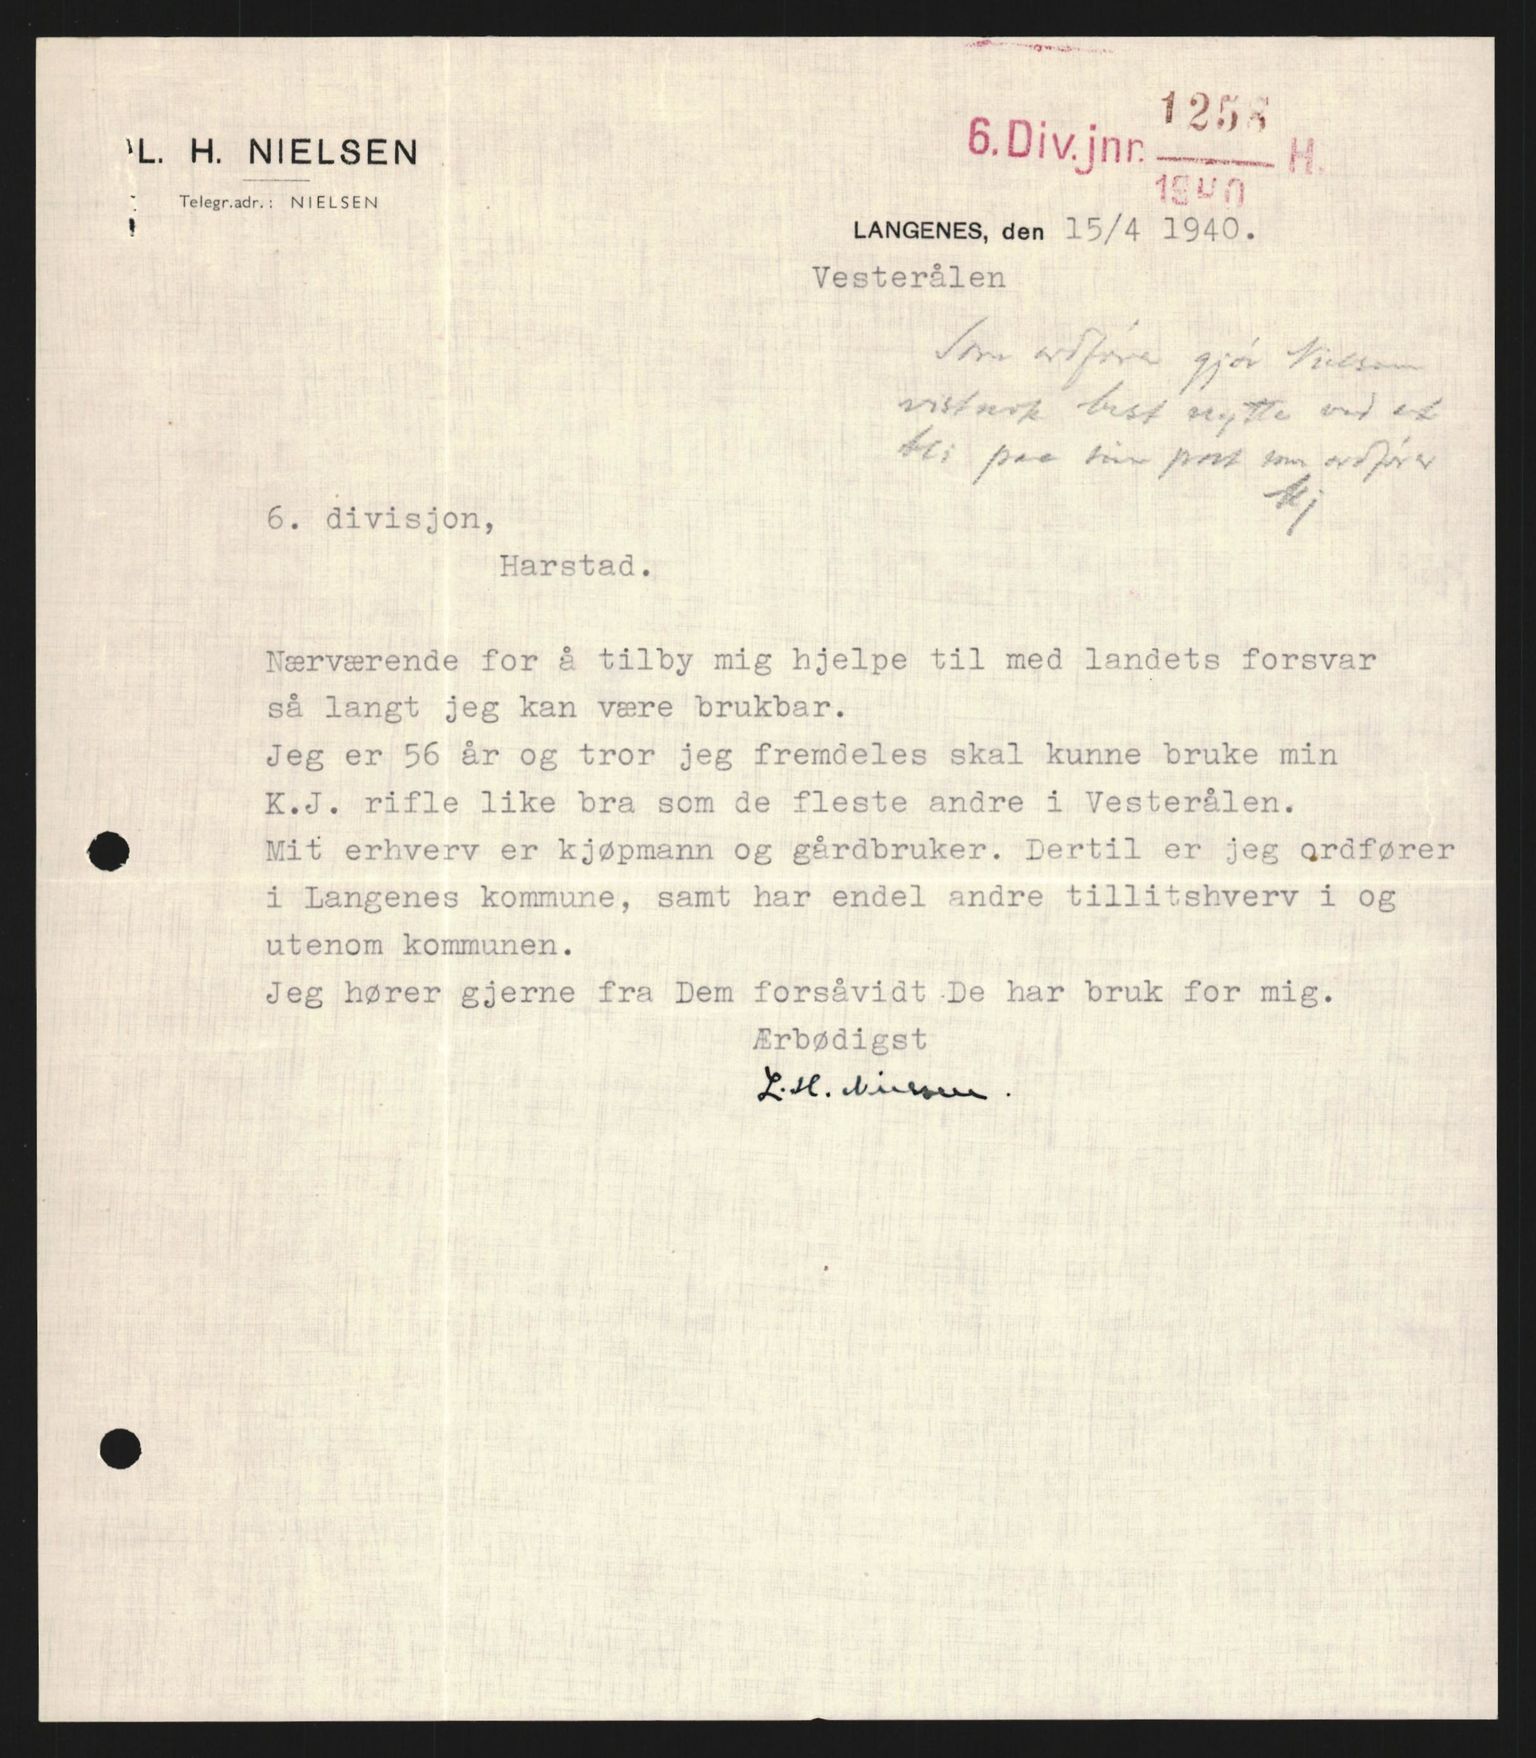 L. H. NIELSEN
Telegr.adr.: NIELSEN
6. Div. jnr. 1258 H.
1940
LANGENES, den 15/4 1940.
Vesterålen
Som ordfører gjør Nielsen
vistnok best nytte ved at
bli paa sin post som ordfører
6. divisjon,
Harstad.
Nærværende for å tilby mig hjelpe til med landets forsvar
så langt jeg kan være brukbar.
Jeg er 56 år og tror jeg fremdeles skal kunne bruke min
K.J. rifle like bra som de fleste andre i Vesterålen.
Mit erhverv er kjøpmann og gårdbruker. Dertil er jeg ordfører
i Langenes kommune, samt har endel andre tillitshverv i og
utenom kommunen.
Jeg hører gjerne fra Dem forsåvidt De har bruk for mig.
Ærbødigst
L. H. Nielsen.